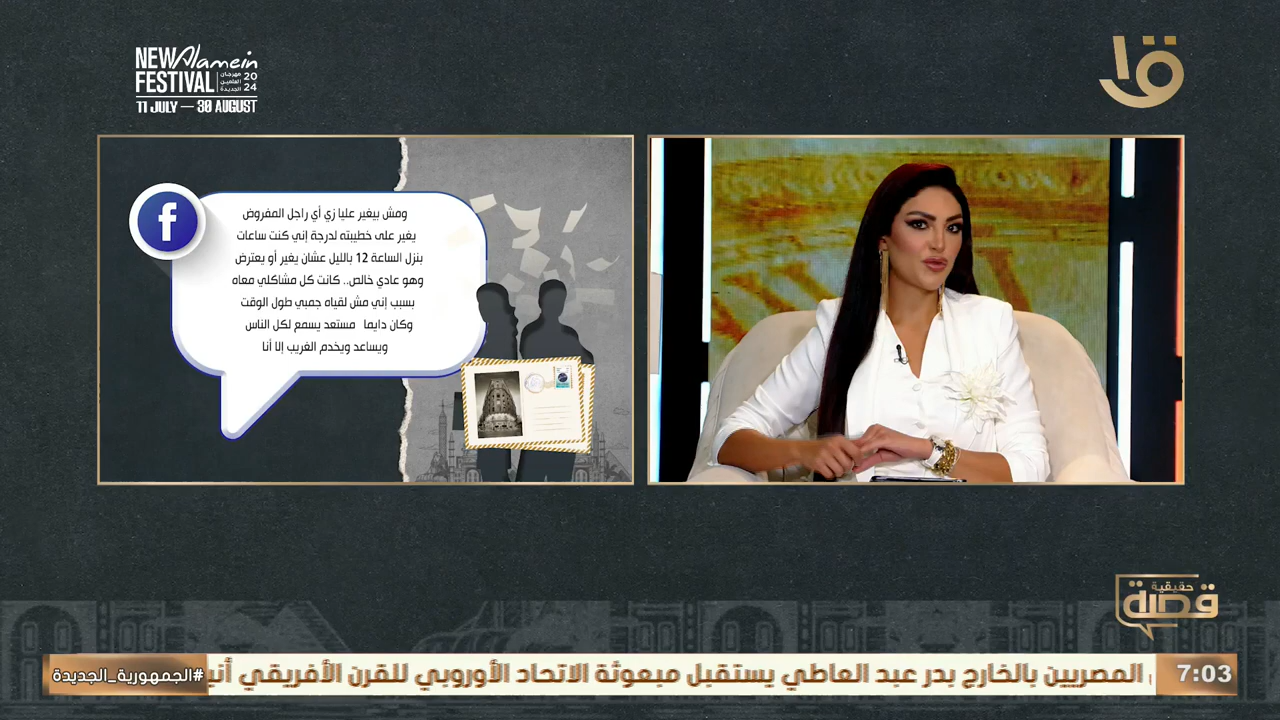 NEW Alamein
FESTIVAL
مهرجان
العلمين
الجديدة
20
24
11 JULY — 30 AUGUST
ومش بيغير عليا زي أي راجل المفروض
يغير على خطيبته لدرجة إني كنت ساعات
بنزل الساعة 12 بالليل عشان يغير أو يعترض
وهو عادي خالص.. كانت كل مشاكلي معاه
بسبب إني مش لقياه جمبي طول الوقت
وكان دايما مستعد يسمع لكل الناس
ويساعد ويخدم الغريب إلا أنا
قصة
حقيقية
المصريين بالخارج بدر عبد العاطي يستقبل مبعوثة الاتحاد الأوروبي للقرن الأفريقي
#الجمهورية_الجديدة
7:03